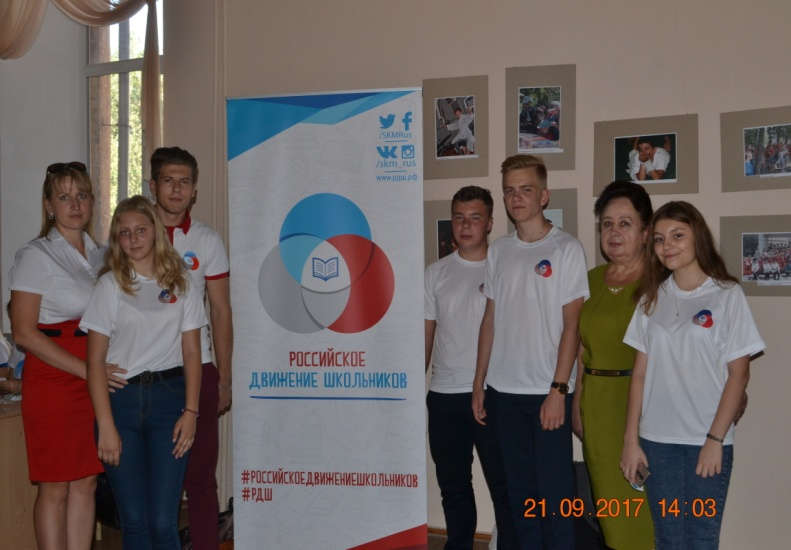 /SKMRus
/skm_rus
www.рдш.рф
РОССИЙСКОЕ
ДВИЖЕНИЕ ШКОЛЬНИКОВ
#РОССИЙСКОЕДВИЖЕНИЕШКОЛЬНИКОВ
#РДШ
21.09.2017 14:03